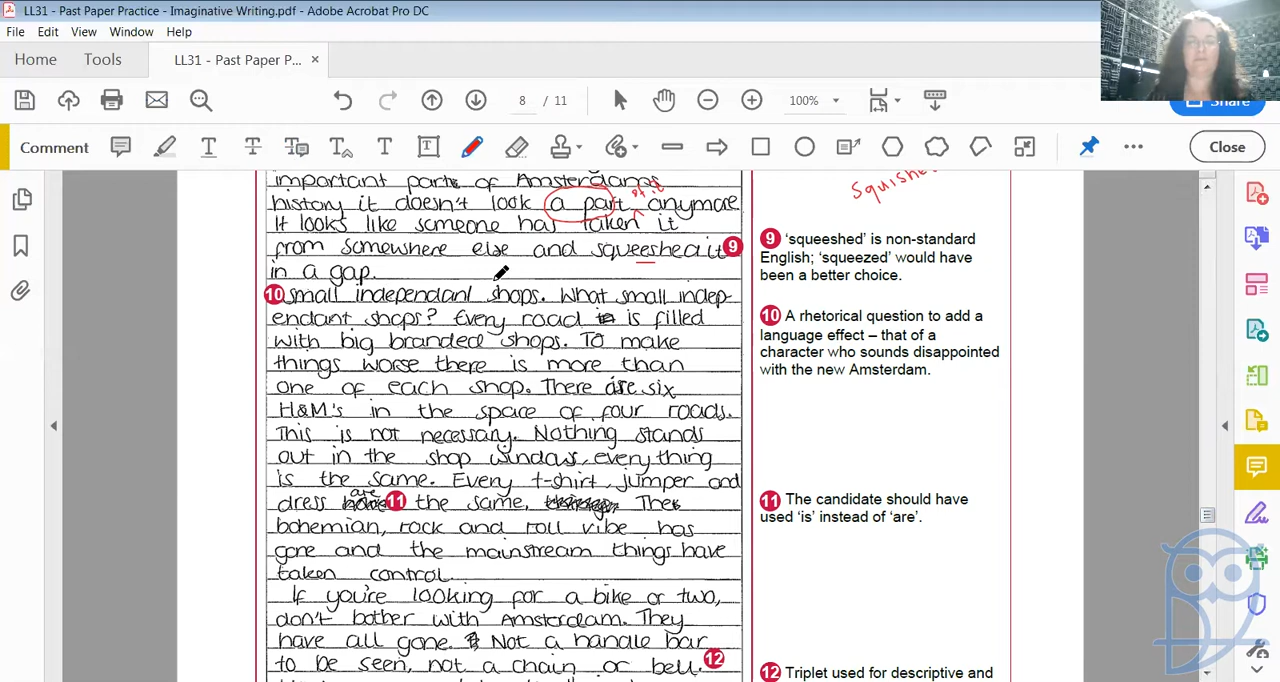 LL31 - Past Paper Practice - Imaginative Writing.pdf - Adobe Acrobat Pro DC
File Edit View Window Help
Home Tools LL31 - Past Paper P... ×
8 / 11 100% Share
Comment Close
important parts of Amsterdams
history it doesn't look a part of it anymore
Squishe
It looks like someone has taken it
from somewhere else and squeeshed it 9
in a gap.
9 'squeeshed' is non-standard
English; 'squeezed' would have
been a better choice.
10 Small independant shops. What small indep-
endant shops? Every road is filled
with big branded shops. To make
things worse there is more than
one of each shop. There are six
H&M's in the space of four roads.
This is not necessary. Nothing stands
out in the shop windows, everything
is the same. Every t-shirt, jumper and
dress are 11 the same. The
bohemian, rock and roll vibe has
gone and the mainstream things have
taken control.
If you're looking for a bike or two,
don't bother with Amsterdam. They
have all gone. Not a handle bar
to be seen, not a chain or bell. 12
10 A rhetorical question to add a
language effect – that of a
character who sounds disappointed
with the new Amsterdam.
11 The candidate should have
used 'is' instead of 'are'.
12 Triplet used for descriptive and